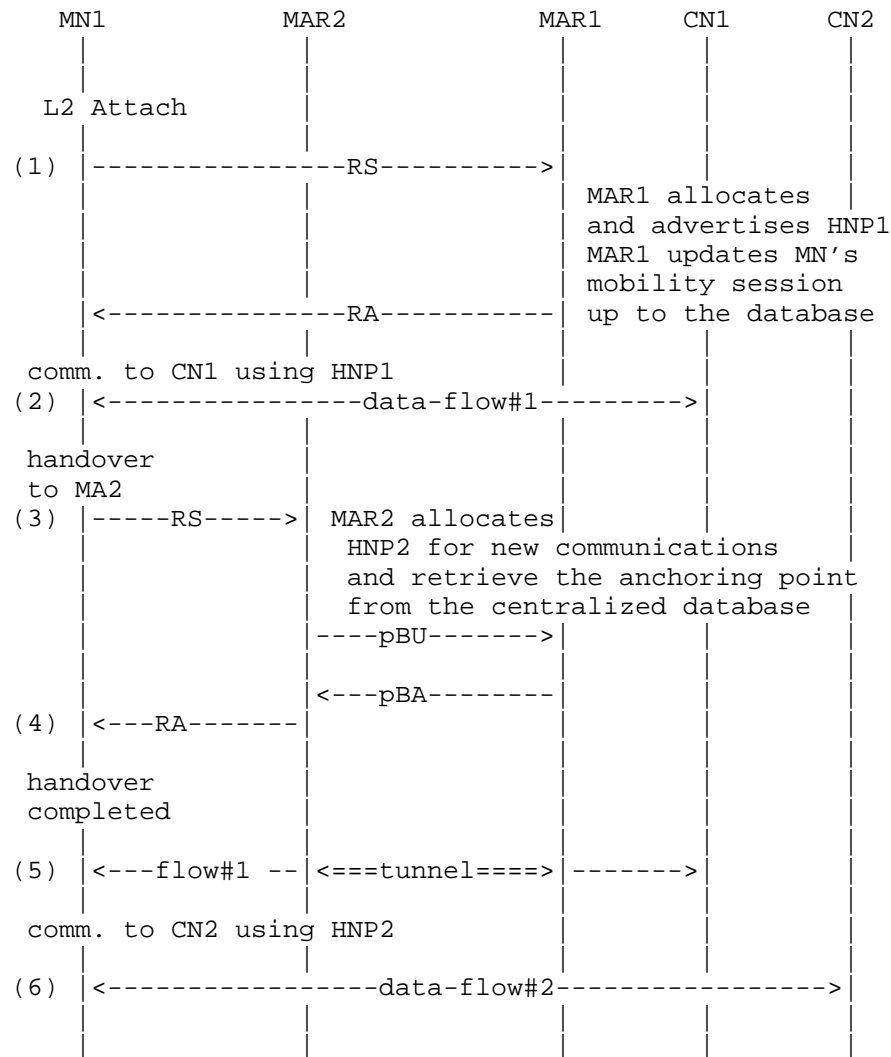 MN1 MAR2 MAR1 CN1 CN2
L2 Attach
(1) RS
MAR1 allocates
and advertises HNP1
MAR1 updates MN's
mobility session
RA up to the database
comm. to CN1 using HNP1
(2) data-flow#1
handover
to MA2
(3) RS MAR2 allocates
HNP2 for new communications
and retrieve the anchoring point
from the centralized database
pBU
pBA
(4) RA
handover
completed
(5) flow#1 tunnel
comm. to CN2 using HNP2
(6) data-flow#2